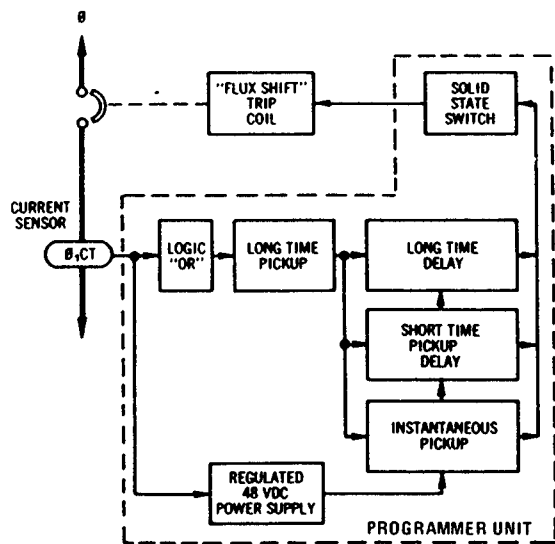 ø
"FLUX SHIFT"
TRIP
COIL
SOLID
STATE
SWITCH
CURRENT
SENSOR
ø,CT
LOGIC
"OR"
LONG TIME
PICKUP
LONG TIME
DELAY
SHORT TIME
PICKUP
DELAY
INSTANTANEOUS
PICKUP
REGULATED
48 VDC
POWER SUPPLY
PROGRAMMER UNIT